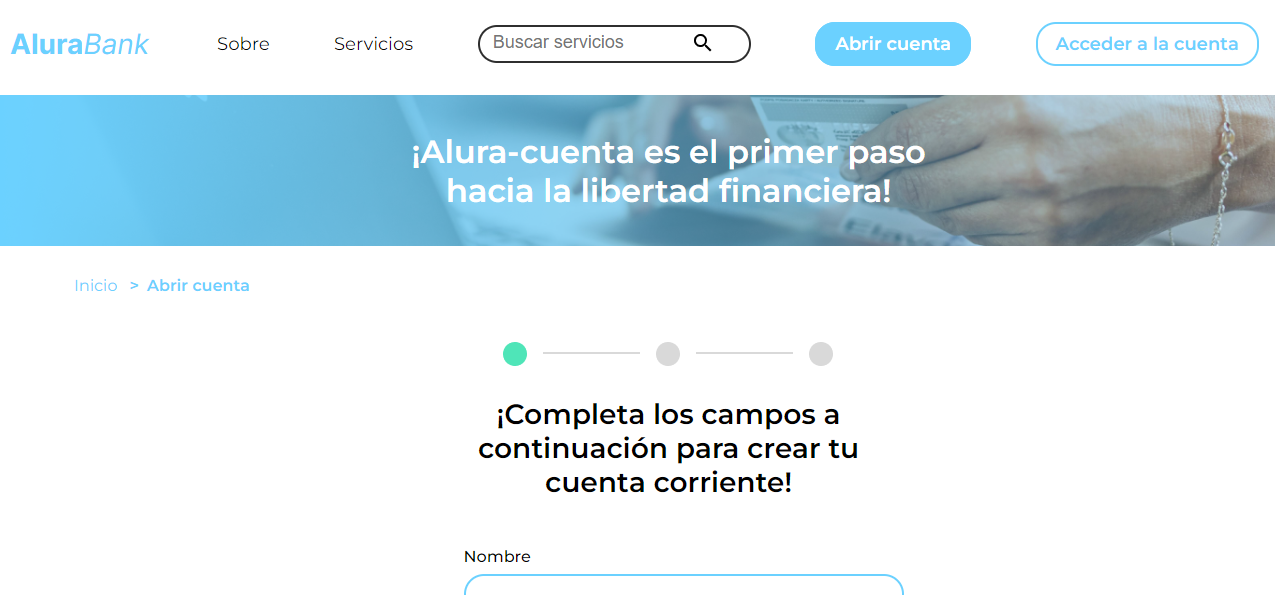 AluraBank
Sobre
Servicios
Buscar servicios
Abrir cuenta
Acceder a la cuenta
¡Alura-cuenta es el primer paso
hacia la libertad financiera!
Inicio > Abrir cuenta
¡Completa los campos a
continuación para crear tu
cuenta corriente!
Nombre